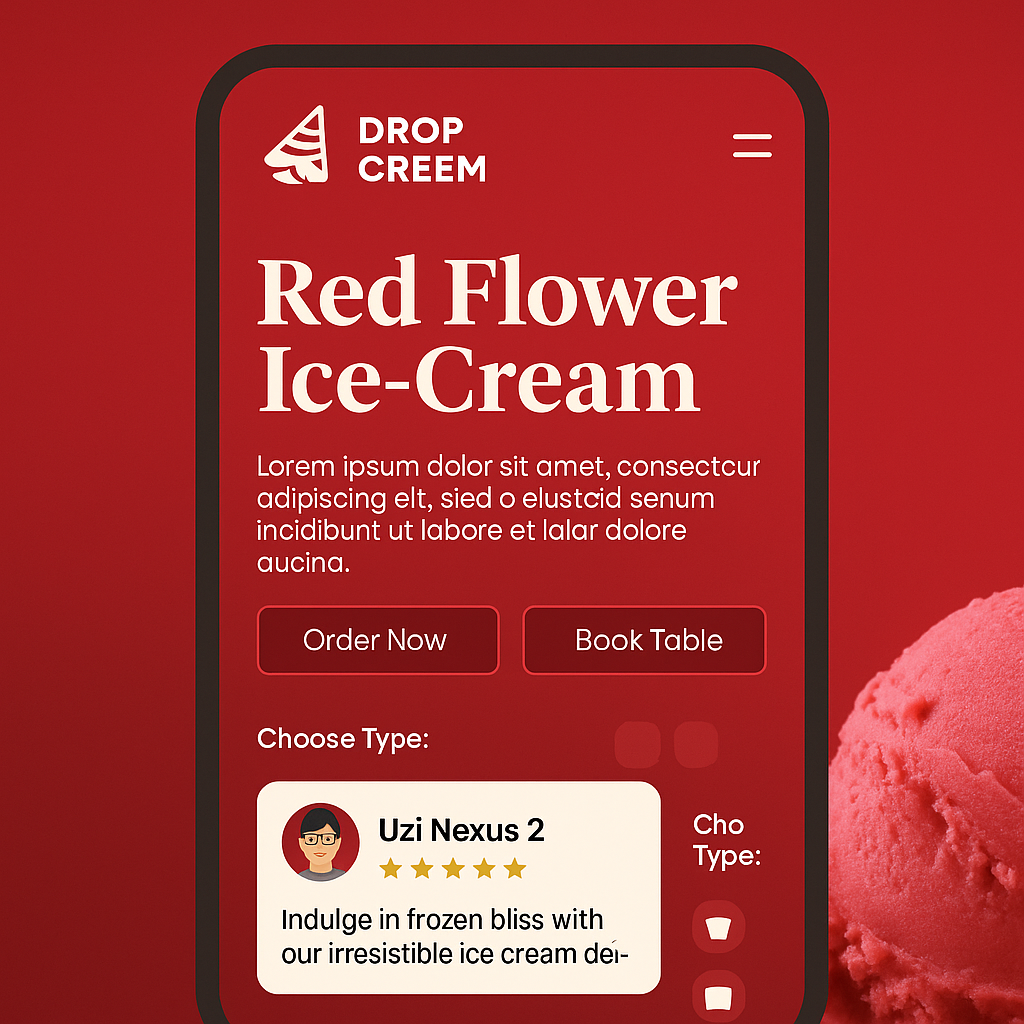 DROP
CREEM
Red Flower
Ice-Cream
Lorem ipsum dolor sit amet, consectcur
adipiscing elt, sied o elustcid senum
incidibunt ut labore et lalar dolore
aucina.
Order Now
Book Table
Choose Type:
Uzi Nexus 2
Indulge in frozen bliss with
our irresistible ice cream dei-
Cho
Type: